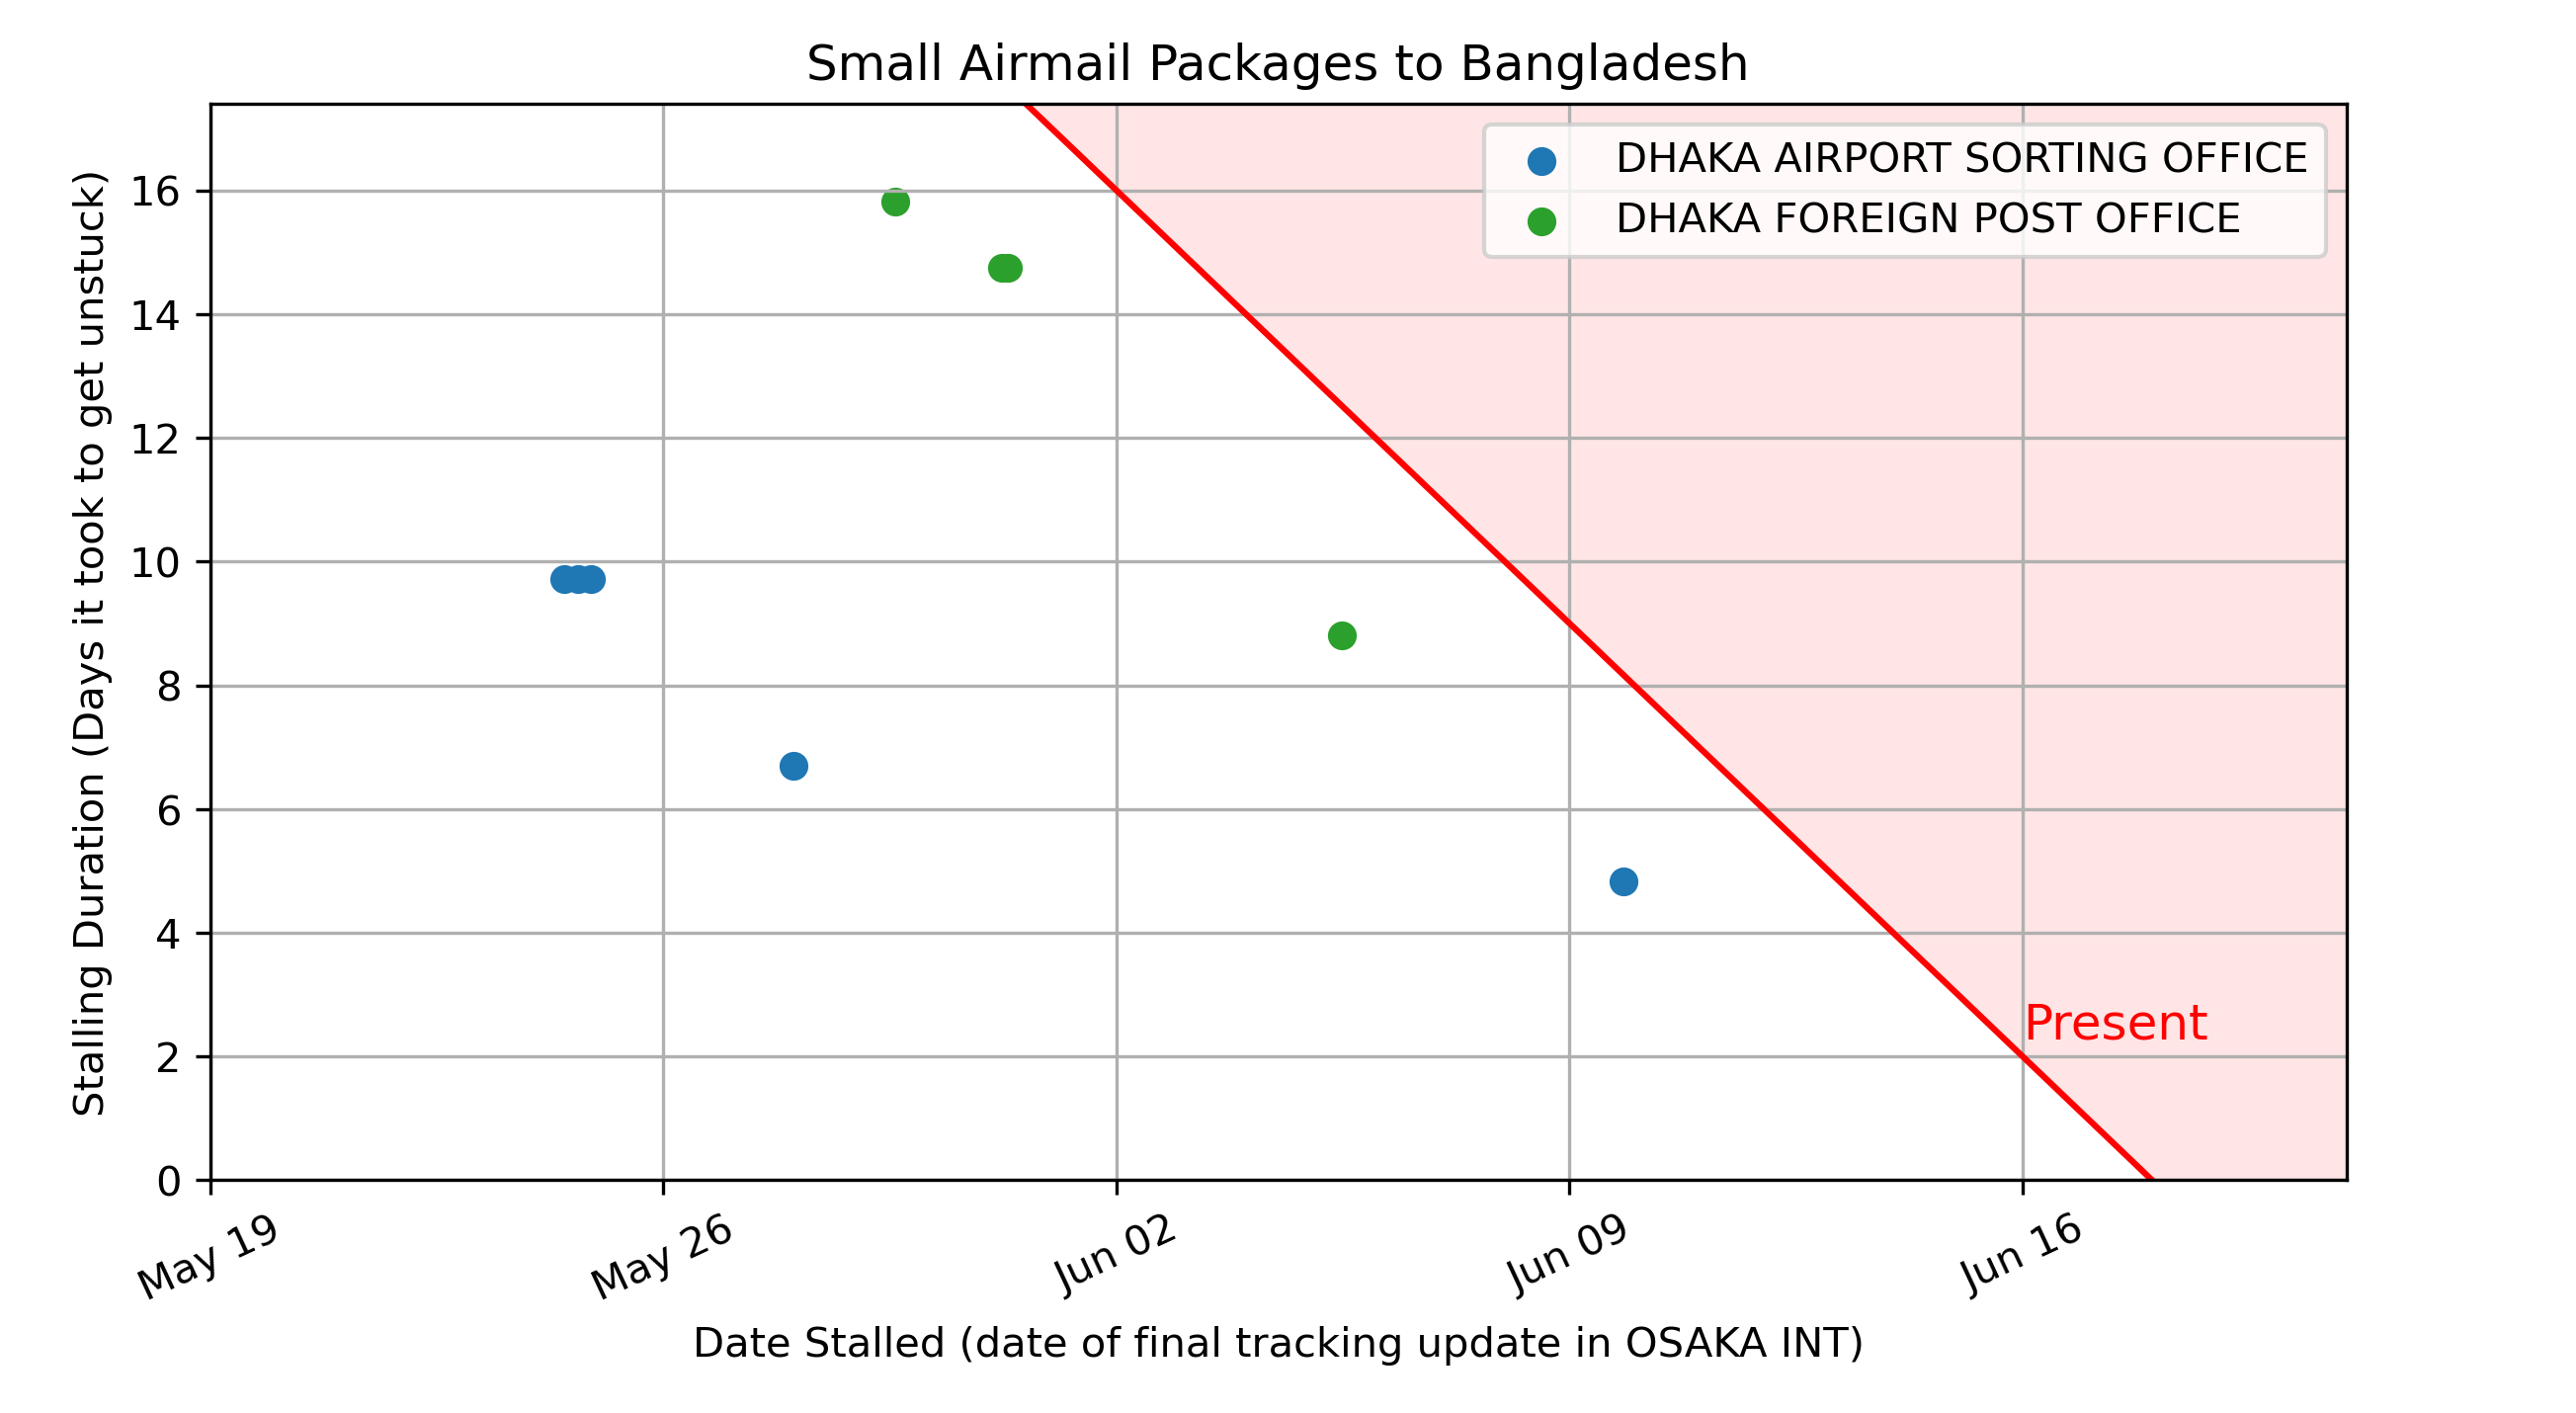 Small Airmail Packages to Bangladesh
DHAKA AIRPORT SORTING OFFICE
DHAKA FOREIGN POST OFFICE
Stalling Duration (Days it took to get unstuck)
16
14
12
10
8
6
4
2
0
Present
May 19
May 26
Jun 02
Jun 09
Jun 16
Date Stalled (date of final tracking update in OSAKA INT)